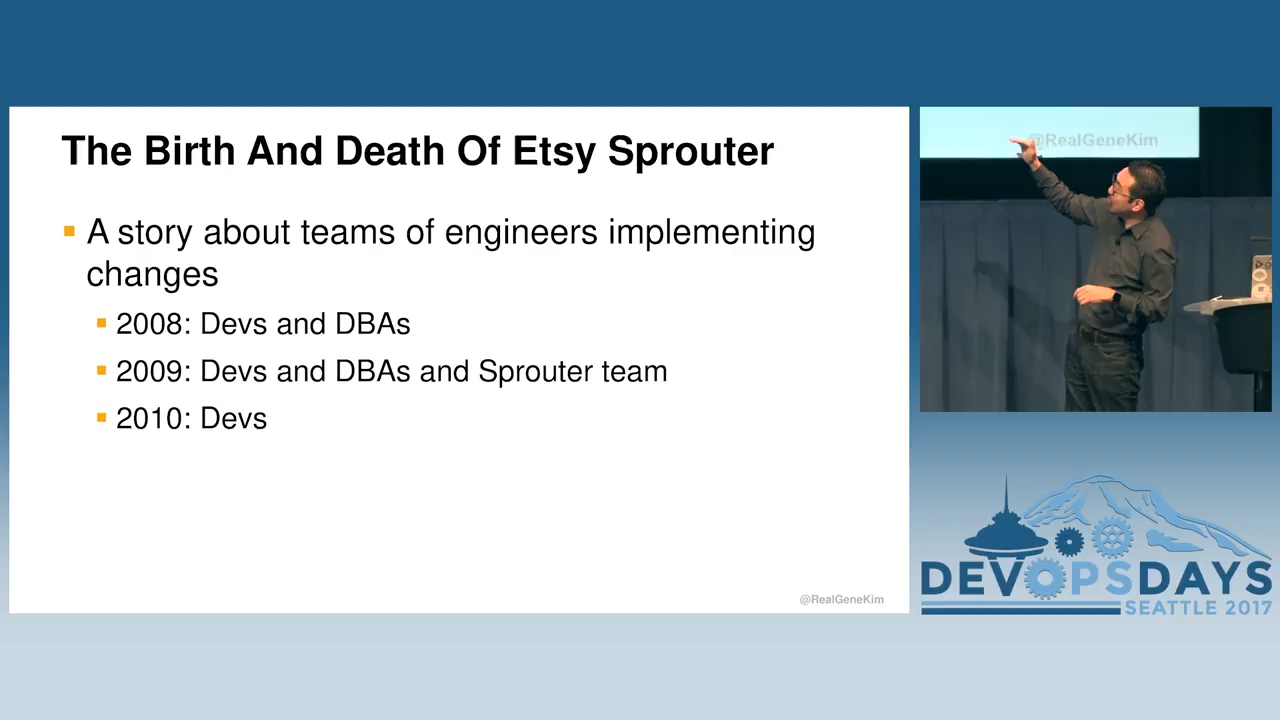 The Birth And Death Of Etsy Sprouter
A story about teams of engineers implementing
changes
2008: Devs and DBAs
2009: Devs and DBAs and Sprouter team
2010: Devs
@RealGeneKim
@RealGeneKim
DEVOPSDAYS
SEATTLE 2017